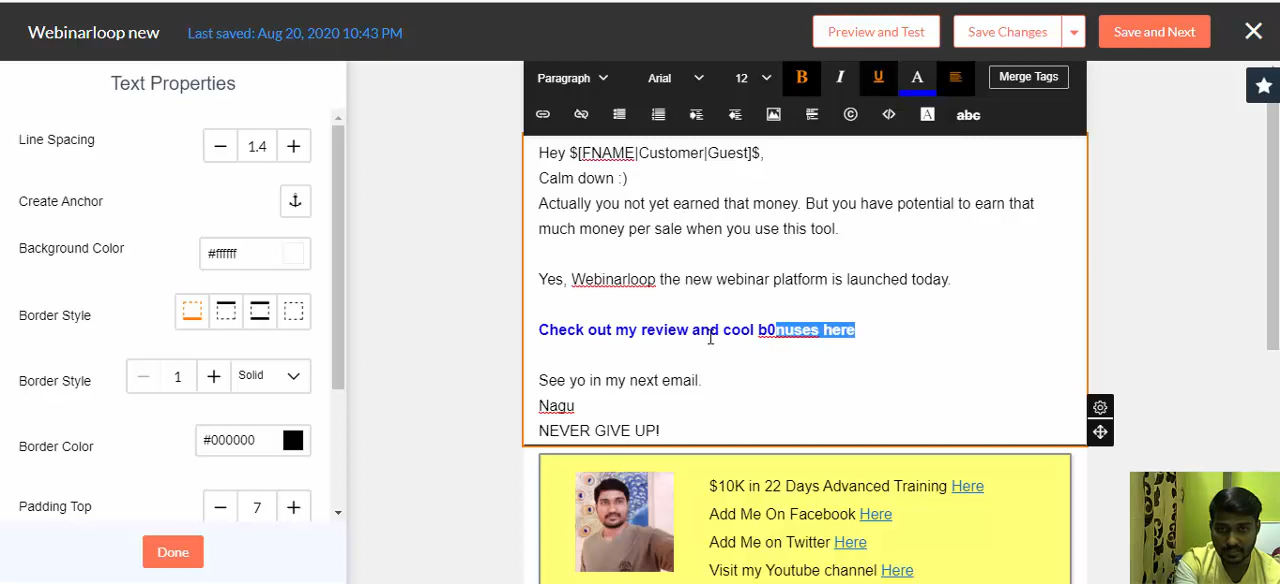 Webinarloop new
Last saved: Aug 20, 2020 10:43 PM
Preview and Test
Save Changes
Save and Next
Text Properties
Line Spacing
1.4
Create Anchor
Background Color
#ffffff
Border Style
Border Style
1
Solid
Border Color
#000000
Padding Top
7
Done
Paragraph
Arial
12
B
I
U
A
Merge Tags
A
abc
Hey $[FNAME|Customer|Guest]$,
Calm down :)
Actually you not yet earned that money. But you have potential to earn that
much money per sale when you use this tool.
Yes, Webinarloop the new webinar platform is launched today.
Check out my review and cool b0nuses here
See yo in my next email.
Nagu
NEVER GIVE UP!
$10K in 22 Days Advanced Training Here
Add Me On Facebook Here
Add Me on Twitter Here
Visit my Youtube channel Here